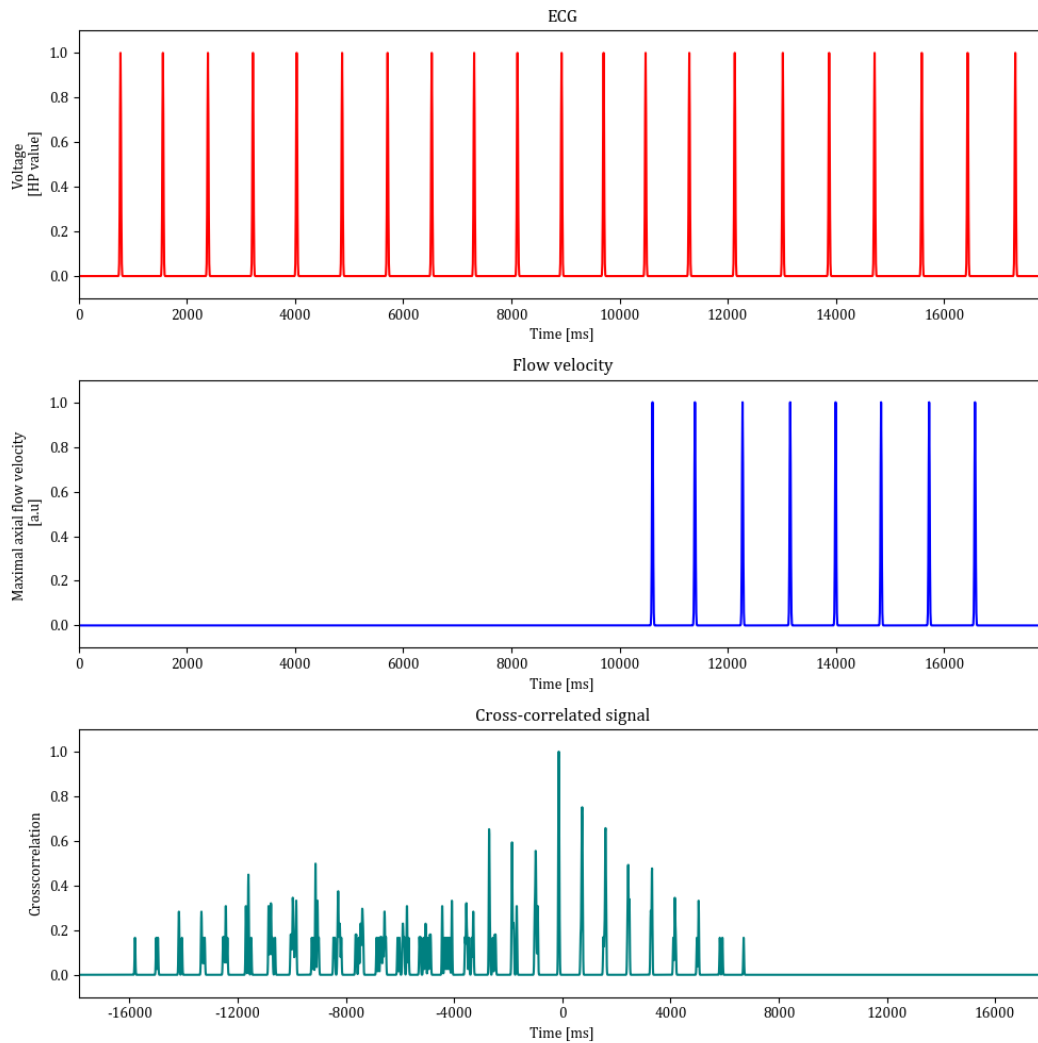 ECG
Voltage
[HP value]
1.0
0.8
0.6
0.4
0.2
0.0
0 2000 4000 6000 8000 10000 12000 14000 16000
Time [ms]
Flow velocity
Maximal axial flow velocity
[a.u]
1.0
0.8
0.6
0.4
0.2
0.0
0 2000 4000 6000 8000 10000 12000 14000 16000
Time [ms]
Cross-correlated signal
Crosscorrelation
1.0
0.8
0.6
0.4
0.2
0.0
-16000 -12000 -8000 -4000 0 4000 8000 12000 16000
Time [ms]